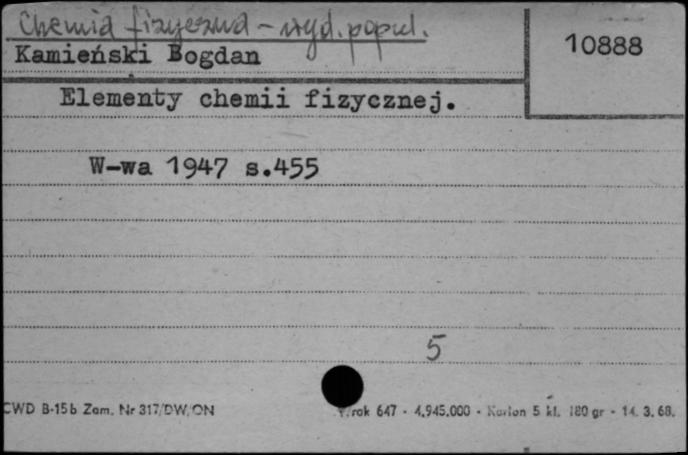 Chemia fizyczna - wyd. popul.
Kamieński Bogdan
10888
Elementy chemii fizycznej.
W-wa 1947 s.455
5
CWD B-15b Zam. Nr 317/DW/ON rok 647 - 4.945.000 - Karton 5 kl. 180 gr - 14. 3. 68.